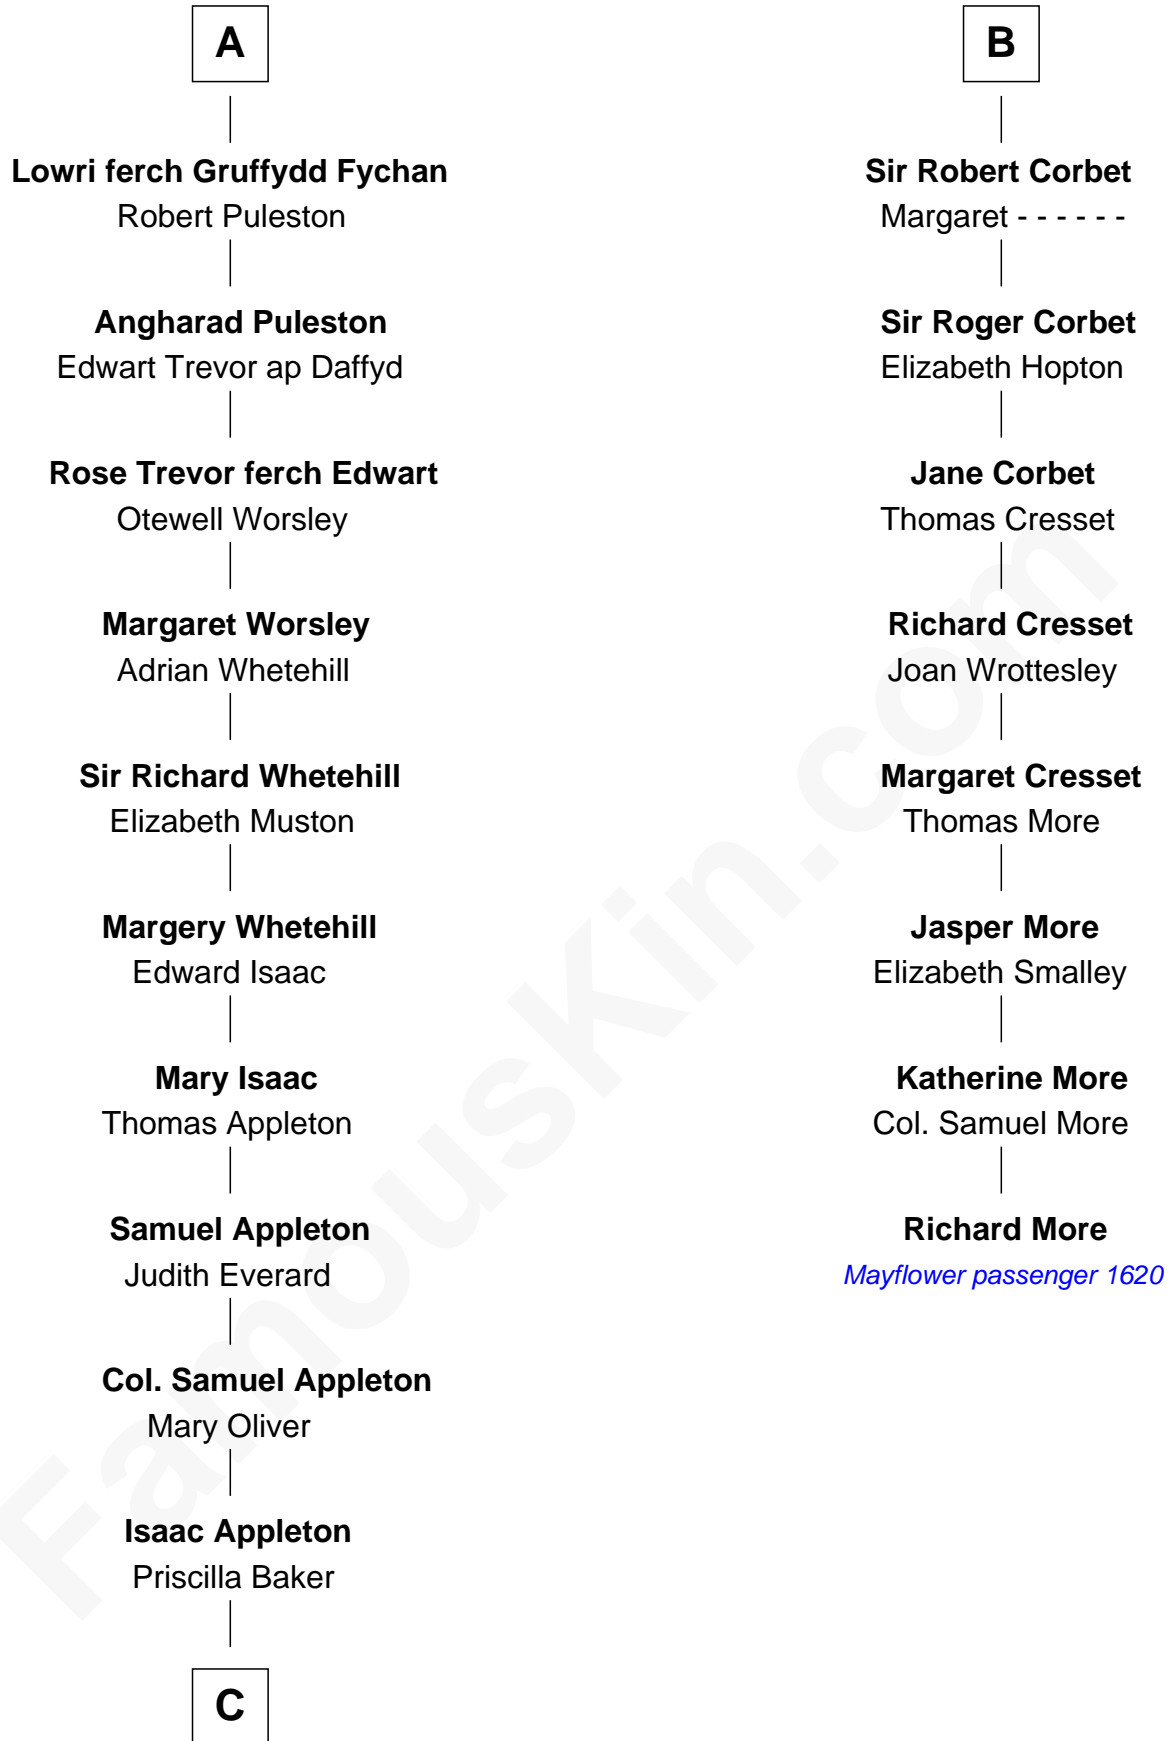 A
Lowri ferch Gruffydd Fychan
Robert Puleston
Angharad Puleston
Edwart Trevor ap Daffyd
Rose Trevor ferch Edwart
Otewell Worsley
Margaret Worsley
Adrian Whetehill
Sir Richard Whetehill
Elizabeth Muston
Margery Whetehill
Edward Isaac
Mary Isaac
Thomas Appleton
Samuel Appleton
Judith Everard
Col. Samuel Appleton
Mary Oliver
Isaac Appleton
Priscilla Baker
C
B
Sir Robert Corbet
Margaret - - - - - -
Sir Roger Corbet
Elizabeth Hopton
Jane Corbet
Thomas Cresset
Richard Cresset
Joan Wrottesley
Margaret Cresset
Thomas More
Jasper More
Elizabeth Smalley
Katherine More
Col. Samuel More
Richard More
Mayflower passenger 1620
FamousKin.com